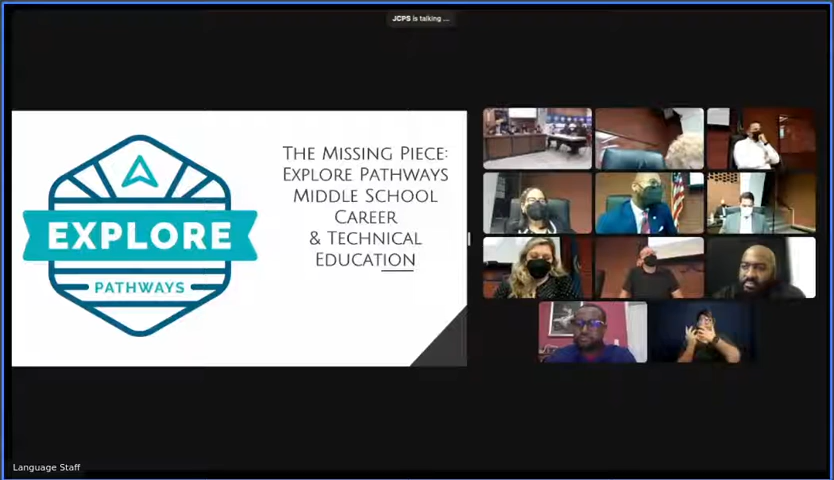 JCPS is talking ...
EXPLORE
PATHWAYS
THE MISSING PIECE:
EXPLORE PATHWAYS
MIDDLE SCHOOL
CAREER
& TECHNICAL
EDUCATION
Language Staff